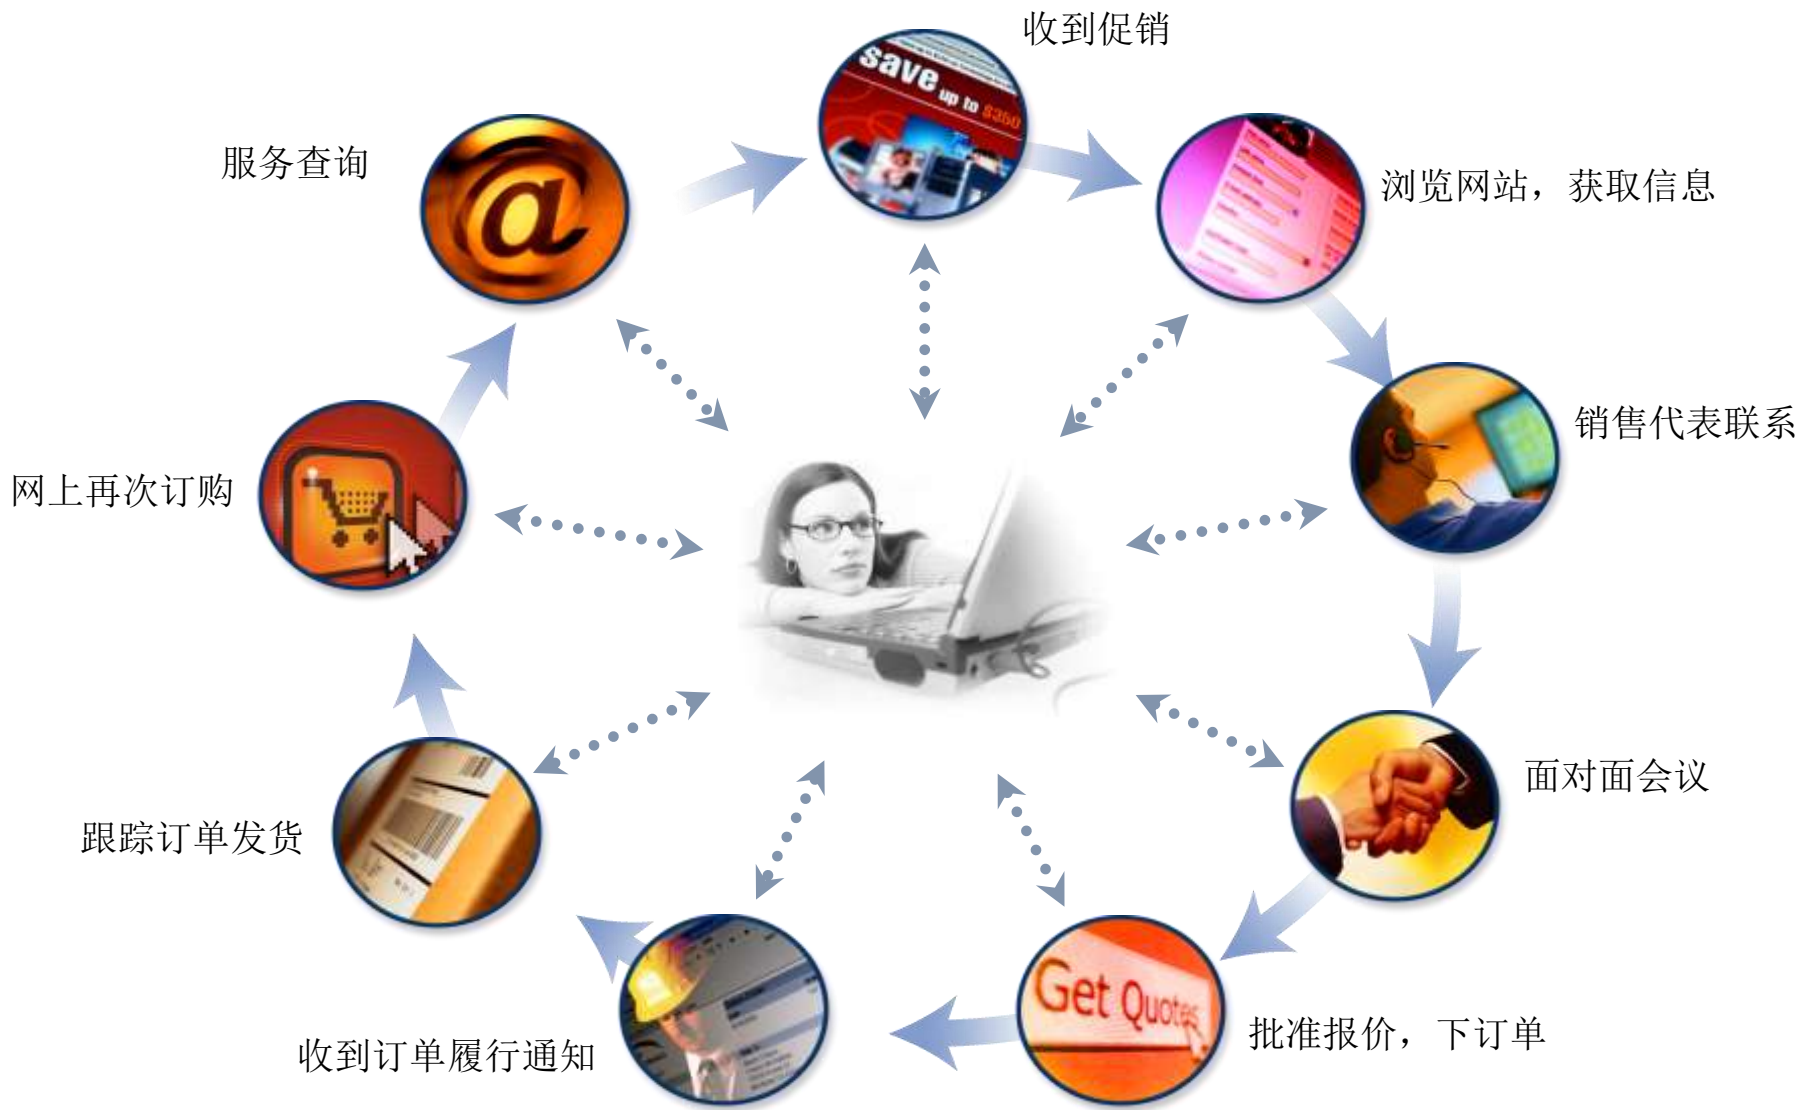 收到促销
save up to $350
浏览网站，获取信息
销售代表联系
面对面会议
Get Quotes
批准报价，下订单
收到订单履行通知
跟踪订单发货
网上再次订购
服务查询
@